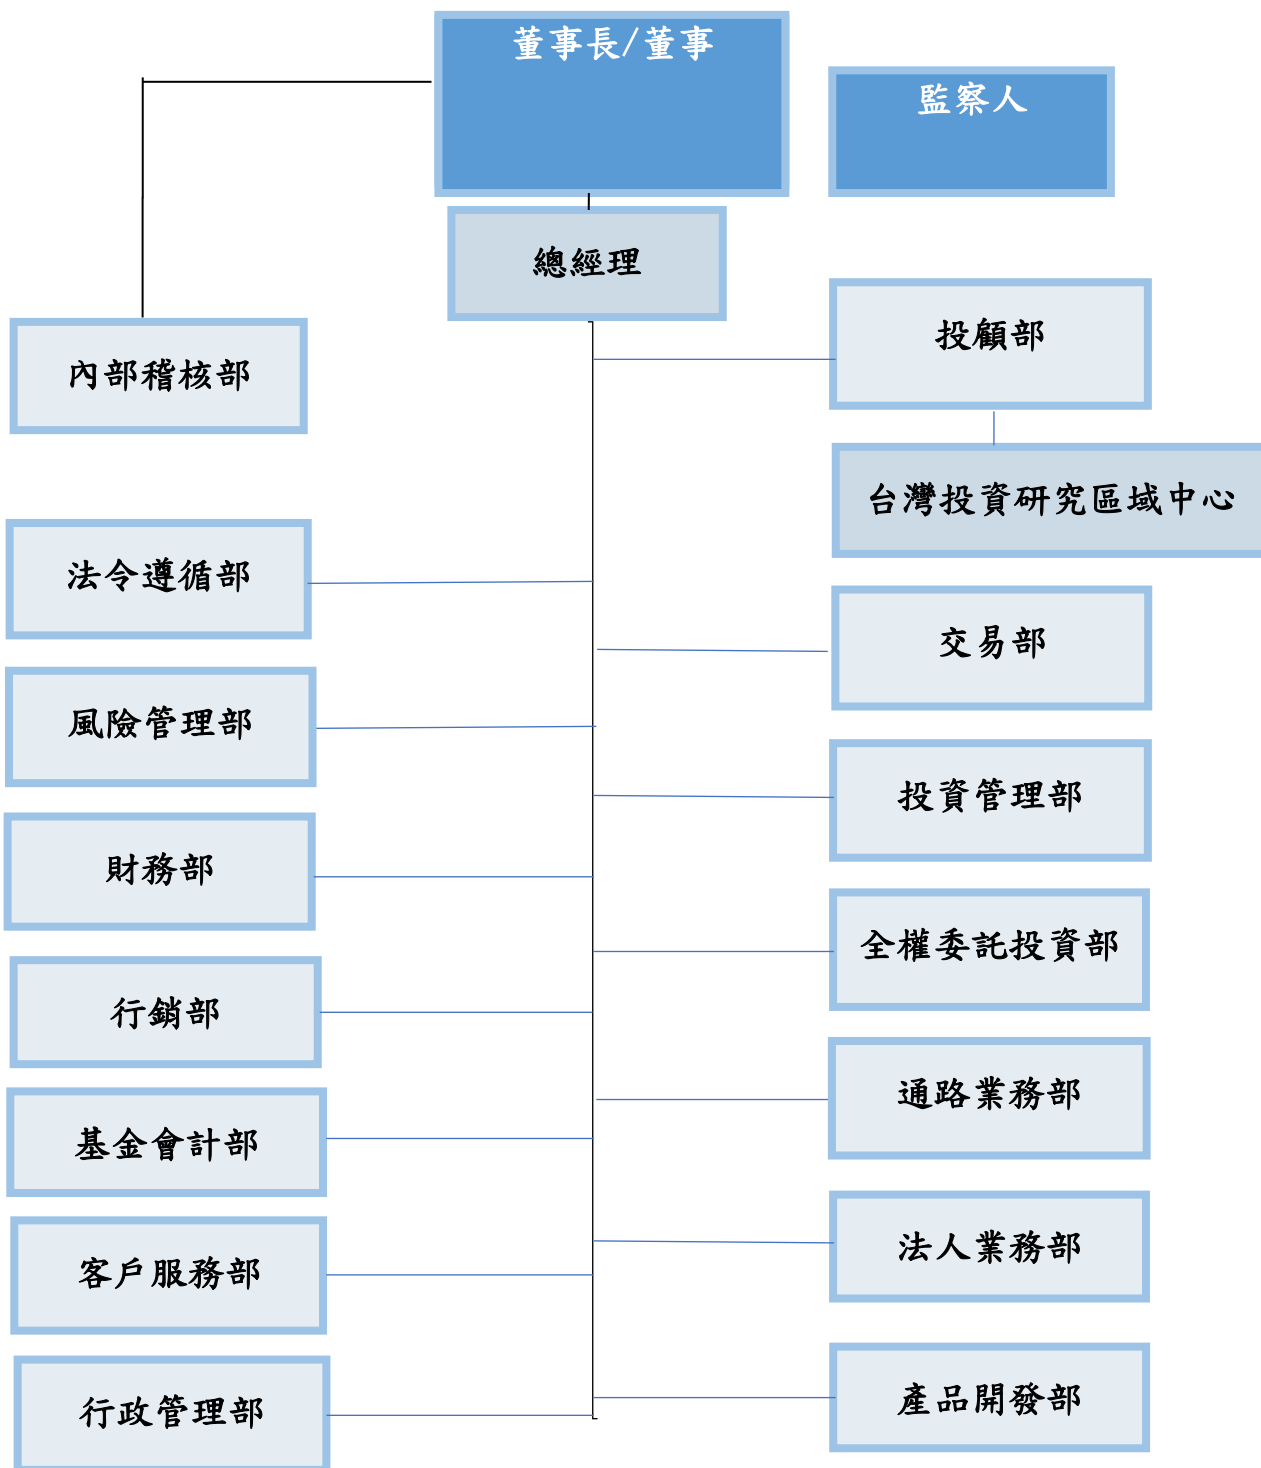 董事長/董事
監察人
總經理
投顧部
內部稽核部
台灣投資研究區域中心
法令遵循部
交易部
風險管理部
投資管理部
財務部
全權委託投資部
行銷部
通路業務部
基金會計部
法人業務部
客戶服務部
產品開發部
行政管理部